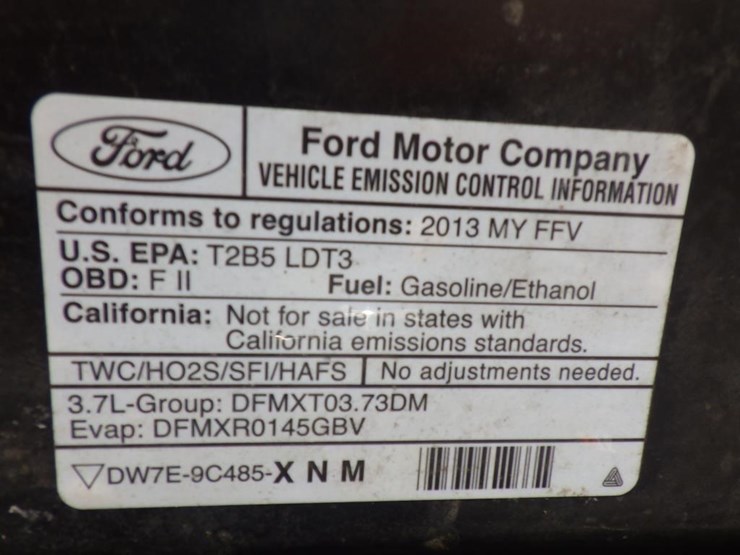 Ford
Ford Motor Company
VEHICLE EMISSION CONTROL INFORMATION
Conforms to regulations: 2013 MY FFV
U.S. EPA: T2B5 LDT3
OBD: F II Fuel: Gasoline/Ethanol
California: Not for sale in states with
California emissions standards.
TWC/HO2S/SFI/HAFS No adjustments needed.
3.7L-Group: DFMXT03.73DM
Evap: DFMXR0145GBV
DW7E-9C485-X N M